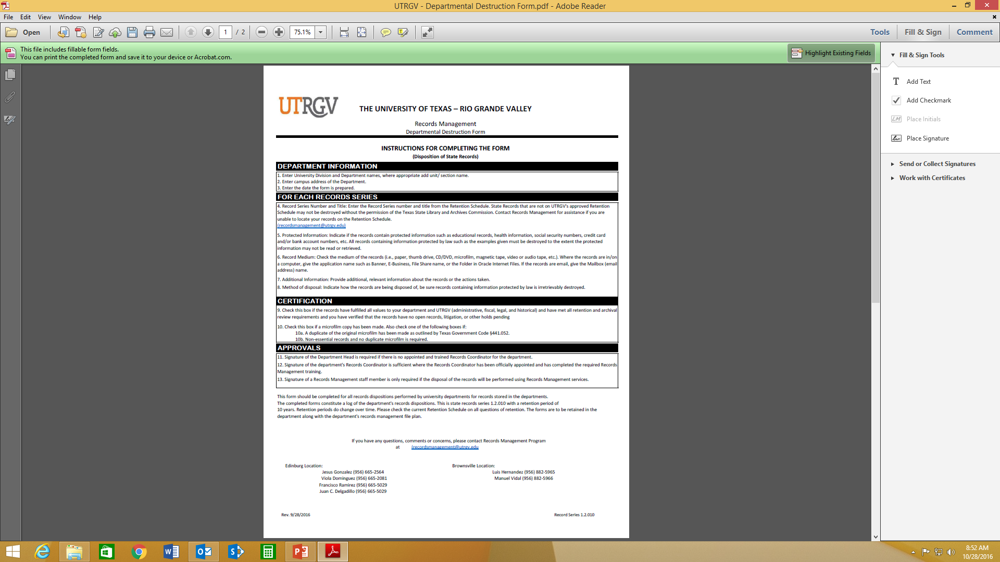 UTRGV - Departmental Destruction Form.pdf - Adobe Reader
File Edit View Window Help
Open 1 / 2 75.1% Tools Fill & Sign Comment
This file includes fillable form fields.
You can print the completed form and save it to your device or Acrobat.com.
Highlight Existing Fields
Fill & Sign Tools
Add Text
Add Checkmark
Place Initials
Place Signature
Send or Collect Signatures
Work with Certificates
UTRGV
THE UNIVERSITY OF TEXAS – RIO GRANDE VALLEY
Records Management
Departmental Destruction Form
INSTRUCTIONS FOR COMPLETING THE FORM
(Disposition of State Records)
DEPARTMENT INFORMATION
1. Enter University Division and Department names, where appropriate add unit/ section name.
2. Enter campus address of the Department.
3. Enter the date the form is prepared.
FOR EACH RECORDS SERIES
4. Record Series Number and Title: Enter the Record Series number and title from the Retention Schedule. State Records that are not on UTRGV's approved Retention
Schedule may not be destroyed without the permission of the Texas State Library and Archives Commission. Contact Records Management for assistance if you are
unable to locate your records on the Retention Schedule.
(recordsmanagement@utrgv.edu)
5. Protected Information: Indicate if the records contain protected information such as educational records, health information, social security numbers, credit card
and/or bank account numbers, etc. All records containing information protected by law such as the examples given must be destroyed to the extent the protected
information may not be read or retrieved.
6. Record Medium: Check the medium of the records (i.e., paper, thumb drive, CD/DVD, microfilm, magnetic tape, video or audio tape, etc.). Where the records are in/on
a computer, give the application name such as Banner, E-Business, File Share name, or the Folder in Oracle Internet Files. If the records are email, give the Mailbox (email
address) name.
7. Additional Information: Provide additional, relevant information about the records or the actions taken.
8. Method of disposal: Indicate how the records are being disposed of, be sure records containing information protected by law is irretrievably destroyed.
CERTIFICATION
9. Check this box if the records have fulfilled all values to your department and UTRGV (administrative, fiscal, legal, and historical) and have met all retention and archival
review requirements and you have verified that the records have no open records, litigation, or other holds pending
10. Check this box if a microfilm copy has been made. Also check one of the following boxes if:
10a. A duplicate of the original microfilm has been made as outlined by Texas Government Code §441.052.
10b. Non-essential records and no duplicate microfilm is required.
APPROVALS
11. Signature of the Department Head is required if there is no appointed and trained Records Coordinator for the department.
12. Signature of the department's Records Coordinator is sufficient where the Records Coordinator has been officially appointed and has completed the required Records
Management training.
13. Signature of a Records Management staff member is only required if the disposal of the records will be performed using Records Management services.
This form should be completed for all records dispositions performed by university departments for records stored in the departments.
The completed forms constitute a log of the department's records dispositions. This is state records series 1.2.010 with a retention period of
10 years. Retention periods do change over time. Please check the current Retention Schedule on all questions of retention. The forms are to be retained in the
department along with the department's records management file plan.
If you have any questions, comments or concerns, please contact Records Management Program
at (recordsmanagement@utrgv.edu
Edinburg Location:
Jesus Gonzalez (956) 665-2564
Viola Dominguez (956) 665-2081
Francisco Ramirez (956) 665-5029
Juan C. Delgadillo (956) 665-5029
Brownsville Location:
Luis Hernandez (956) 882-5965
Manuel Vidal (956) 882-5966
Rev. 9/28/2016
Record Series 1.2.010
8:52 AM
10/28/2016